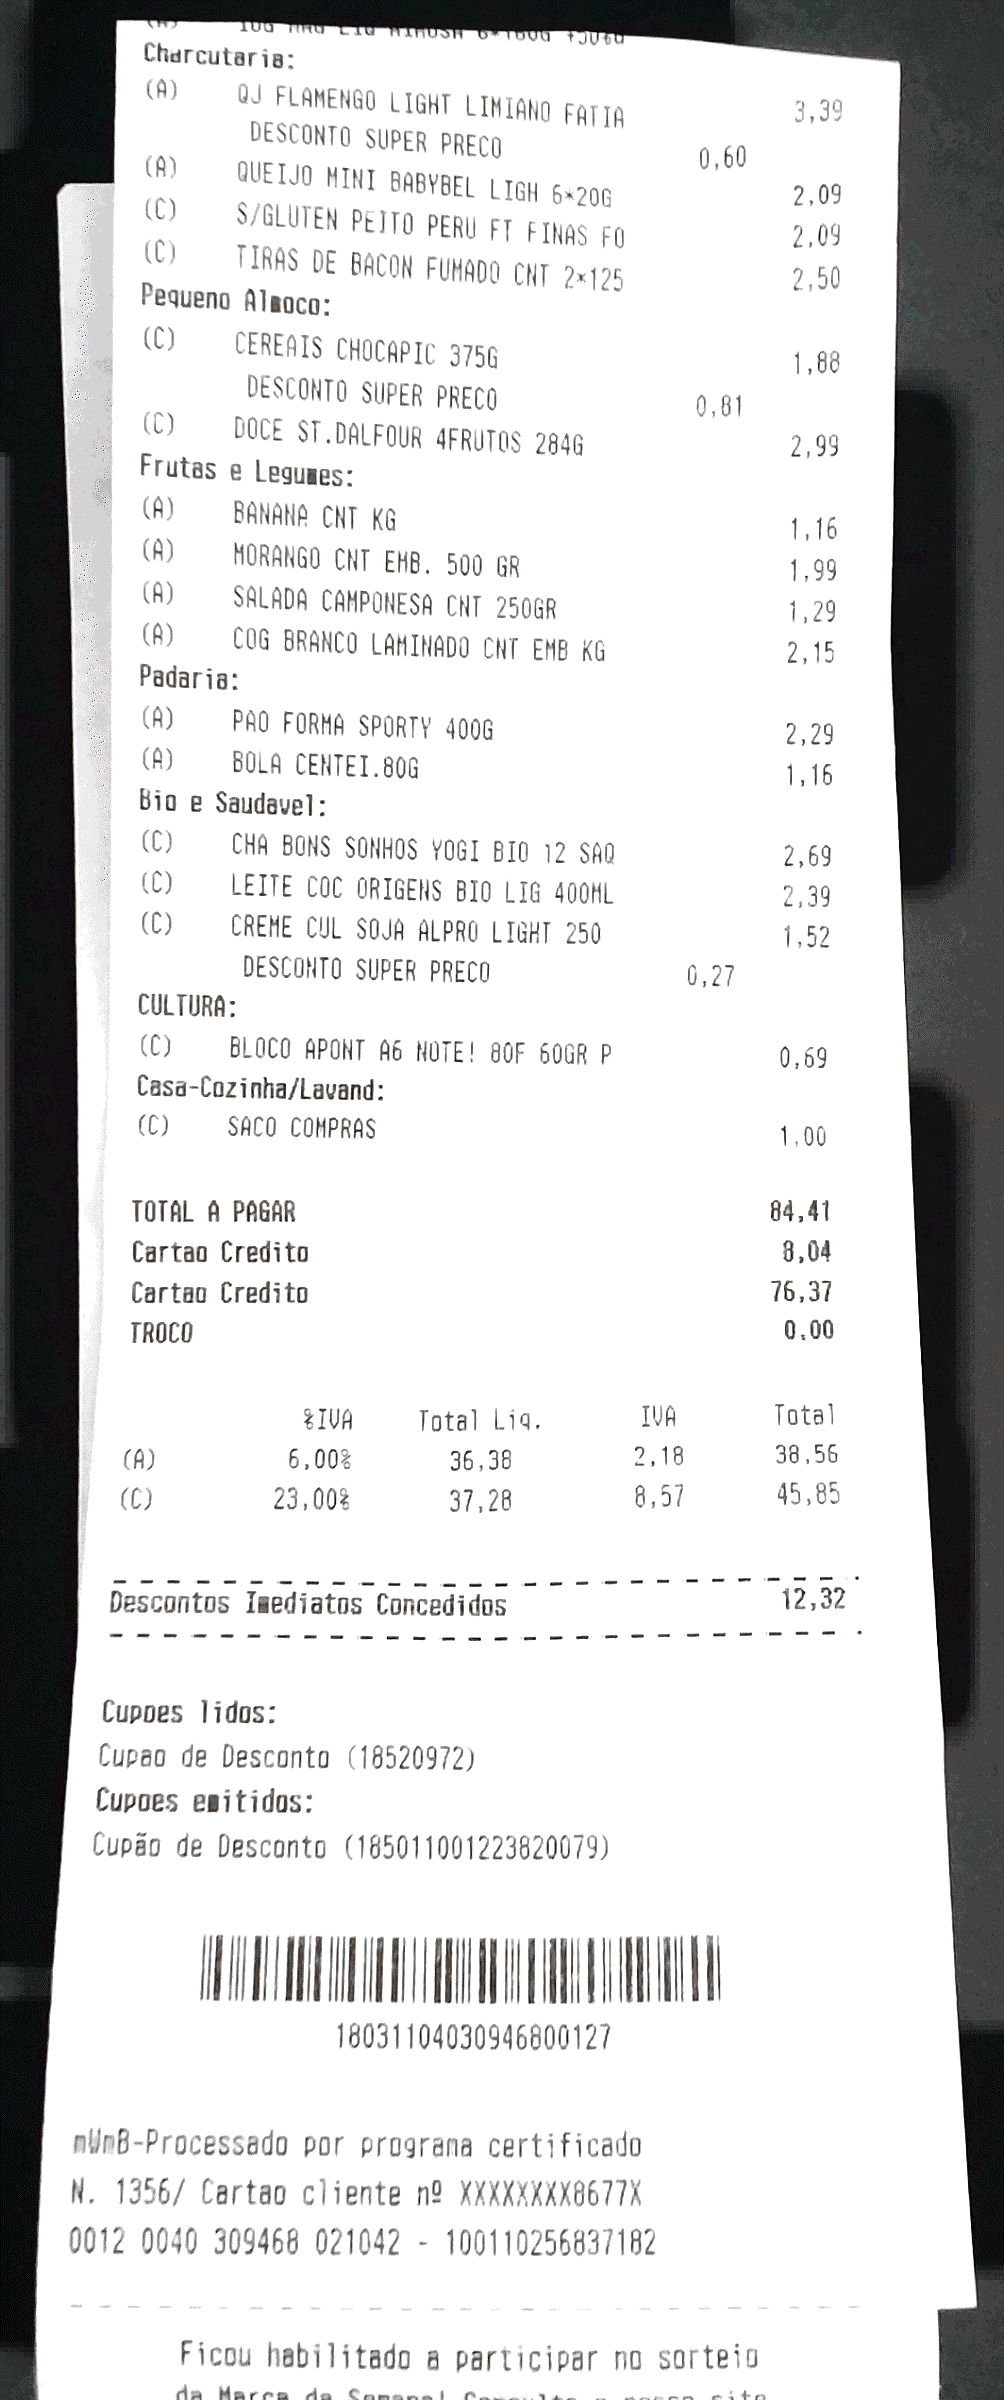 Charcutaria:
(A) QJ FLAMENGO LIGHT LIMIANO FATIA 3,39
DESCONTO SUPER PRECO 0,60
(A) QUEIJO MINI BABYBEL LIGH 6*20G 2,09
(C) S/GLUTEN PEITO PERU FT FINAS FO 2,09
(C) TIRAS DE BACON FUMADO CNT 2*125 2,50
Pequeno Almoco:
(C) CEREAIS CHOCAPIC 375G 1,88
DESCONTO SUPER PRECO 0,81
(C) DOCE ST.DALFOUR 4FRUTOS 284G 2,99
Frutas e Legumes:
(A) BANANA CNT KG 1,16
(A) MORANGO CNT EMB. 500 GR 1,99
(A) SALADA CAMPONESA CNT 250GR 1,29
(A) COG BRANCO LAMINADO CNT EMB KG 2,15
Padaria:
(A) PAO FORMA SPORTY 400G 2,29
(A) BOLA CENTEI.80G 1,16
Bio e Saudavel:
(C) CHA BONS SONHOS YOGI BIO 12 SAQ 2,69
(C) LEITE COC ORIGENS BIO LIG 400ML 2,39
(C) CREME CUL SOJA ALPRO LIGHT 250 1,52
DESCONTO SUPER PRECO 0,27
CULTURA:
(C) BLOCO APONT A6 NOTE! 80F 60GR P 0,69
Casa-Cozinha/Lavand:
(C) SACO COMPRAS 1,00
TOTAL A PAGAR 84,41
Cartao Credito 8,04
Cartao Credito 76,37
TROCO 0,00
%IVA Total Liq. IVA Total
(A) 6,00% 36,38 2,18 38,56
(C) 23,00% 37,28 8,57 45,85
Descontos Imediatos Concedidos 12,32
Cupoes lidos:
Cupao de Desconto (18520972)
Cupoes emitidos:
Cupão de Desconto (185011001223820079)
18031104030946800127
mWmB-Processado por programa certificado
N. 1356/ Cartao cliente nº XXXXXXXX8677X
0012 0040 309468 021042 - 100110256837182
Ficou habilitado a participar no sorteio
da Marca da Semana! Consulte o nosso site